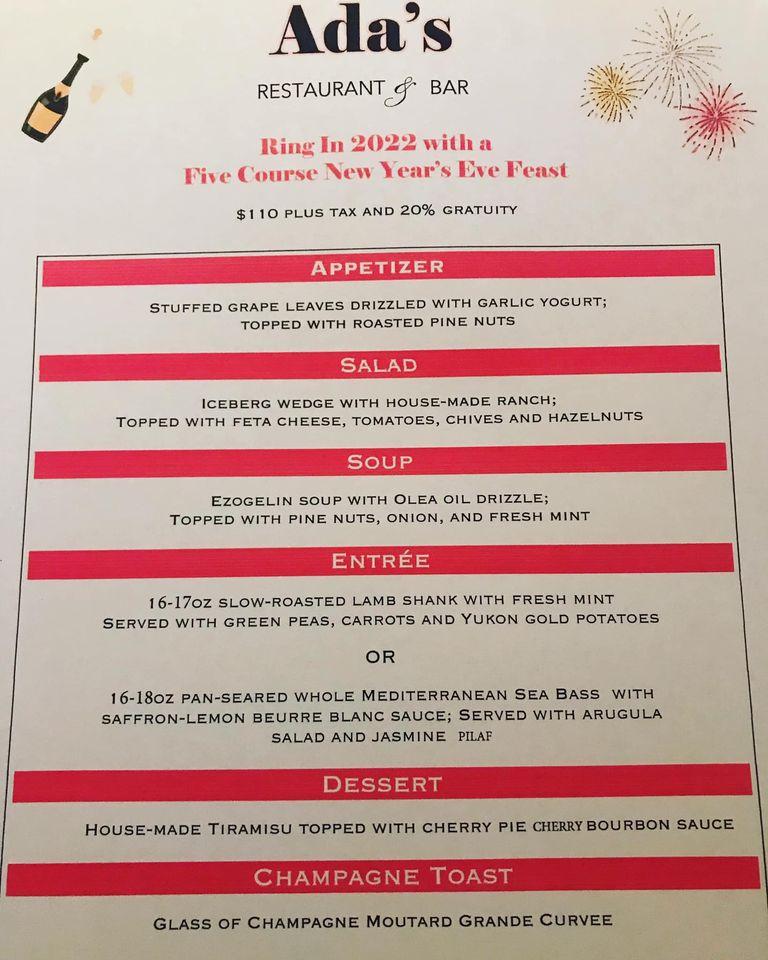 Ada's
RESTAURANT & BAR
Ring In 2022 with a
Five Course New Year's Eve Feast
$110 PLUS TAX AND 20% GRATUITY
APPETIZER
STUFFED GRAPE LEAVES DRIZZLED WITH GARLIC YOGURT;
TOPPED WITH ROASTED PINE NUTS
SALAD
ICEBERG WEDGE WITH HOUSE-MADE RANCH;
TOPPED WITH FETA CHEESE, TOMATOES, CHIVES AND HAZELNUTS
SOUP
EZOGELIN SOUP WITH OLEA OIL DRIZZLE;
TOPPED WITH PINE NUTS, ONION, AND FRESH MINT
ENTRÉE
16-17OZ SLOW-ROASTED LAMB SHANK WITH FRESH MINT
SERVED WITH GREEN PEAS, CARROTS AND YUKON GOLD POTATOES
OR
16-18OZ PAN-SEARED WHOLE MEDITERRANEAN SEA BASS WITH
SAFFRON-LEMON BEURRE BLANC SAUCE; SERVED WITH ARUGULA
SALAD AND JASMINE PILAF
DESSERT
HOUSE-MADE TIRAMISU TOPPED WITH CHERRY PIE CHERRY BOURBON SAUCE
CHAMPAGNE TOAST
GLASS OF CHAMPAGNE MOUTARD GRANDE CURVEE